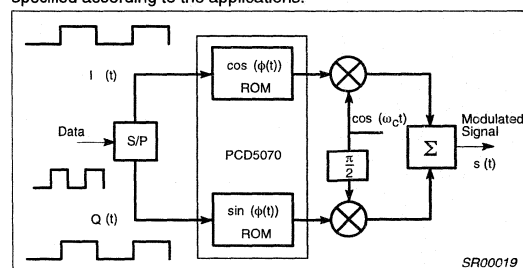 specified according to the applications.
I (t)
cos (ϕ(t))
ROM
cos (ωCt)
Data
S/P
PCD5070
π/2
Σ
Modulated
Signal
s (t)
Q (t)
sin (ϕ(t))
ROM
SR00019